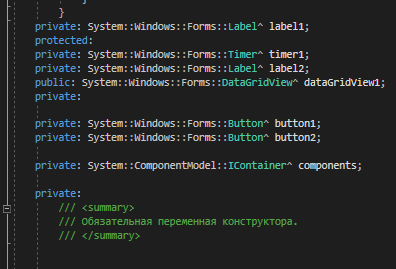 }
}
private: System::Windows::Forms::Label^ label1;
protected:
private: System::Windows::Forms::Timer^ timer1;
private: System::Windows::Forms::Label^ label2;
public: System::Windows::Forms::DataGridView^ dataGridView1;
private:
private: System::Windows::Forms::Button^ button1;
private: System::Windows::Forms::Button^ button2;
private: System::ComponentModel::IContainer^ components;
private:
/// <summary>
/// Обязательная переменная конструктора.
/// </summary>